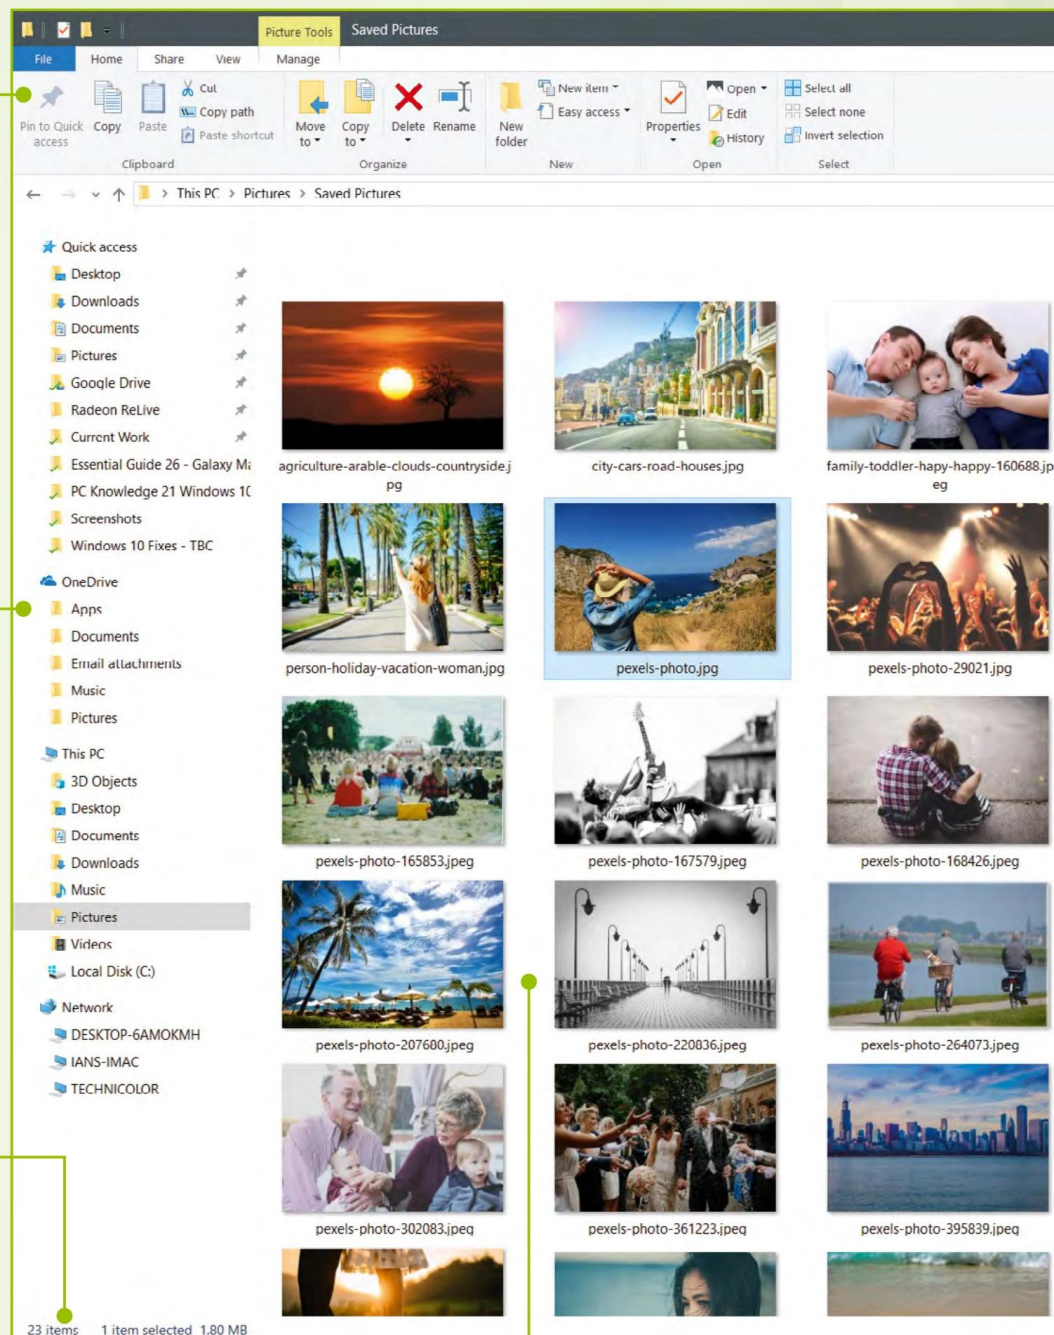 Picture Tools Saved Pictures
File Home Share View Manage
Pin to Quick access
Copy
Paste
Cut
Copy path
Paste shortcut
Clipboard
Move to
Copy to
Delete
Rename
Organize
New folder
New item
Easy access
New
Properties
Open
Edit
History
Open
Select all
Select none
Invert selection
Select
This PC > Pictures > Saved Pictures
Quick access
Desktop
Downloads
Documents
Pictures
Google Drive
Radeon ReLive
Current Work
Essential Guide 26 - Galaxy Ma
PC Knowledge 21 Windows 10
Screenshots
Windows 10 Fixes - TBC
OneDrive
Apps
Documents
Email attachments
Music
Pictures
This PC
3D Objects
Desktop
Documents
Downloads
Music
Pictures
Videos
Local Disk (C:)
Network
DESKTOP-6AMOKMH
IANS-IMAC
TECHNICOLOR
agriculture-arable-clouds-countryside.j
pg
city-cars-road-houses.jpg
family-toddler-hapy-happy-160688.jp
eg
person-holiday-vacation-woman.jpg
pexels-photo.jpg
pexels-photo-29021.jpg
pexels-photo-165853.jpeg
pexels-photo-167579.jpeg
pexels-photo-168426.jpeg
pexels-photo-207680.jpeg
pexels-photo-220836.jpeg
pexels-photo-264073.jpeg
pexels-photo-302083.jpeg
pexels-photo-361223.jpeg
pexels-photo-395839.jpeg
23 items 1 item selected 1.80 MB